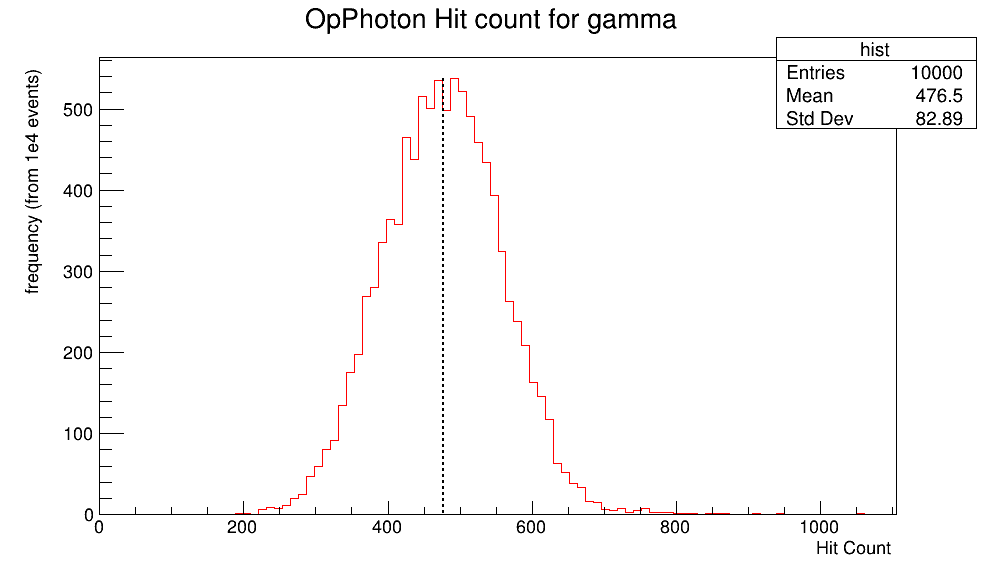 OpPhoton Hit count for gamma
hist
Entries 10000
Mean 476.5
Std Dev 82.89
frequency (from 1e4 events)
500
400
300
200
100
0
0 200 400 600 800 1000
Hit Count